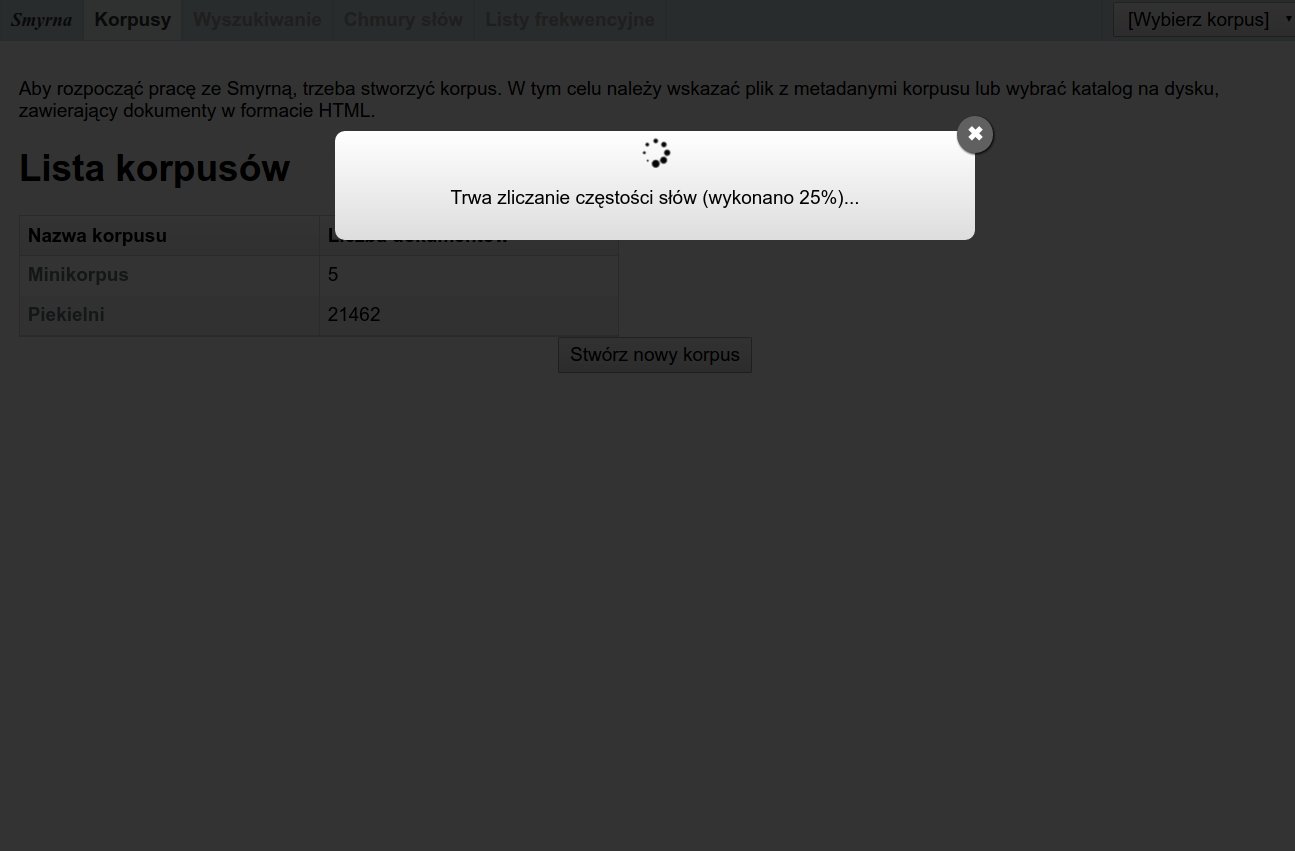 Smyrna Korpusy Wyszukiwanie Chmury słów Listy frekwencyjne [Wybierz korpus]
Aby rozpocząć pracę ze Smyrną, trzeba stworzyć korpus. W tym celu należy wskazać plik z metadanymi korpusu lub wybrać katalog na dysku,
zawierający dokumenty w formacie HTML.
Lista korpusów
Trwa zliczanie częstości słów (wykonano 25%)...
Nazwa korpusu Liczba dokumentów
Minikorpus 5
Piekielni 21462
Stwórz nowy korpus